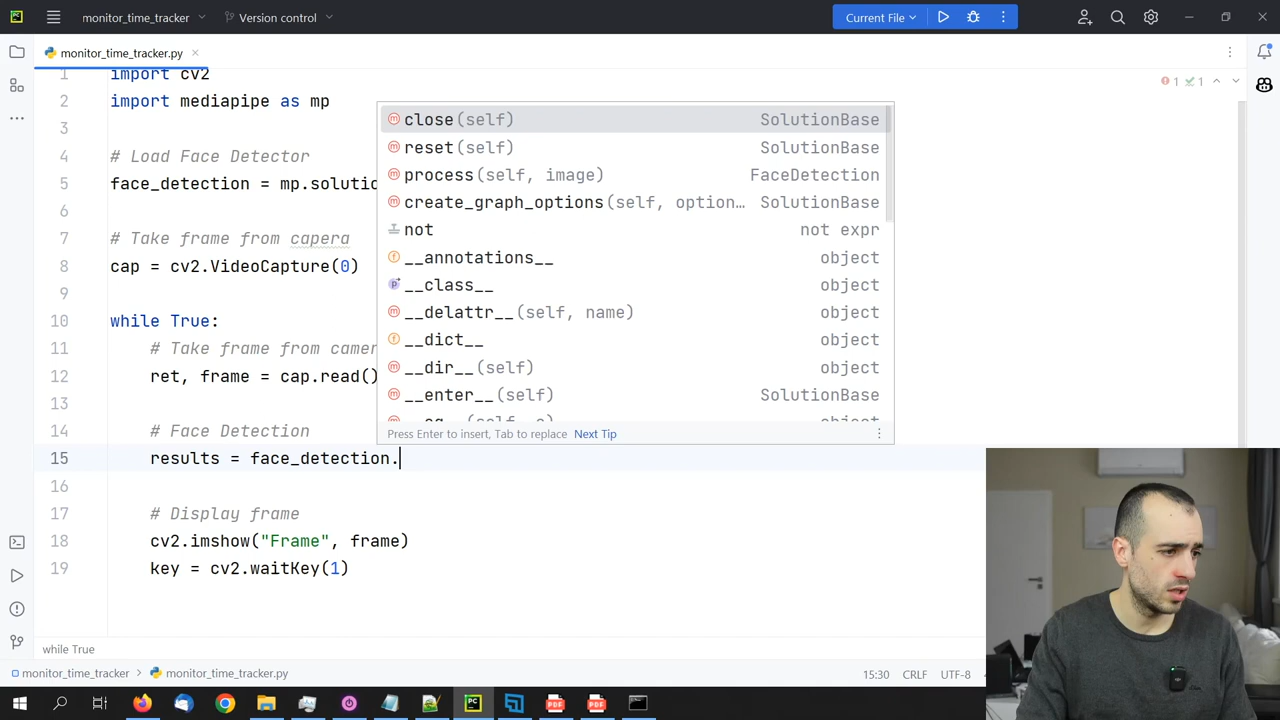 monitor_time_tracker
Version control
Current File
monitor_time_tracker.py
1 import cv2
2 import mediapipe as mp
3
4 # Load Face Detector
5 face_detection = mp.solutio
6
7 # Take frame from capera
8 cap = cv2.VideoCapture(0)
9
10 while True:
11 # Take frame from camer
12 ret, frame = cap.read()
13
14 # Face Detection
15 results = face_detection.
16
17 # Display frame
18 cv2.imshow("Frame", frame)
19 key = cv2.waitKey(1)
1 1
close(self) SolutionBase
reset(self) SolutionBase
process(self, image) FaceDetection
create_graph_options(self, option… SolutionBase
not not expr
__annotations__ object
__class__ object
__delattr__(self, name) object
__dict__ object
__dir__(self) object
__enter__(self) SolutionBase
Press Enter to insert, Tab to replace Next Tip
while True
monitor_time_tracker > monitor_time_tracker.py
15:30 CRLF UTF-8